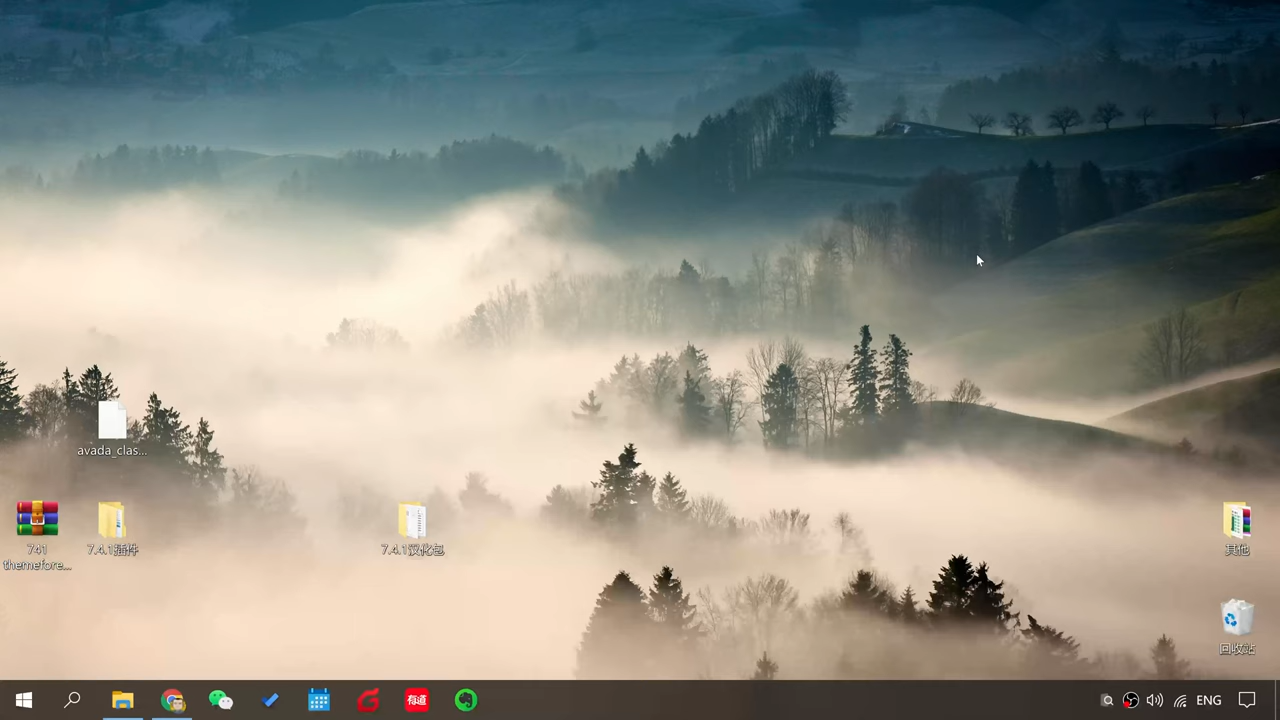 avada_clas...
741
themefore...
7.4.1插件
7.4.1汉化包
其他
回收站
有道
ENG